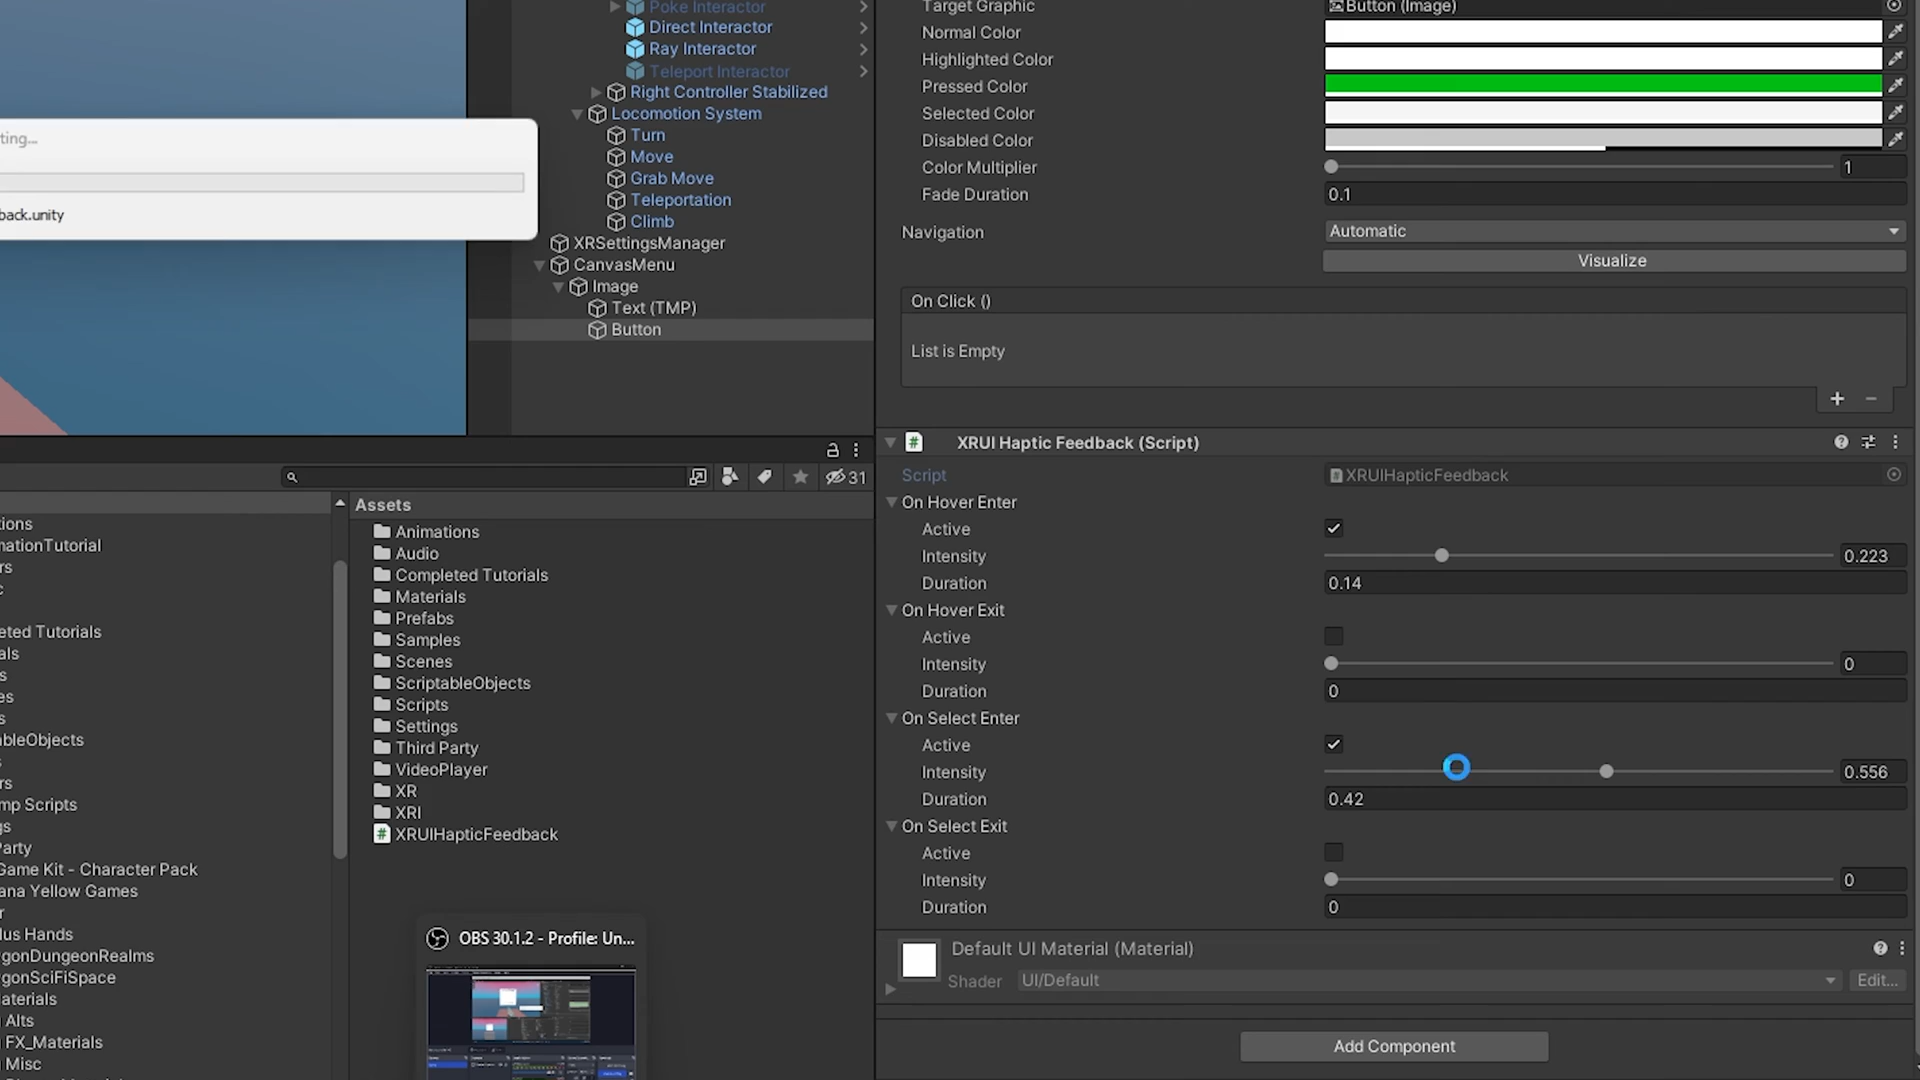 ting...
back.unity
Poke Interactor
Direct Interactor
Ray Interactor
Teleport Interactor
Right Controller Stabilized
Locomotion System
Turn
Move
Grab Move
Teleportation
Climb
XRSettingsManager
CanvasMenu
Image
Text (TMP)
Button
31
tions
mationTutorial
rs
c
eted Tutorials
als
s
es
s
ableObjects
s
rs
mp Scripts
gs
Party
Game Kit - Character Pack
ana Yellow Games
r
lus Hands
gonDungeonRealms
gonSciFiSpace
laterials
Alts
FX_Materials
Misc
Assets
Animations
Audio
Completed Tutorials
Materials
Prefabs
Samples
Scenes
ScriptableObjects
Scripts
Settings
Third Party
VideoPlayer
XR
XRI
XRUIHapticFeedback
OBS 30.1.2 - Profile: Un...
Target Graphic Button (Image)
Normal Color
Highlighted Color
Pressed Color
Selected Color
Disabled Color
Color Multiplier 1
Fade Duration 0.1
Navigation Automatic
Visualize
On Click ()
List is Empty
XRUI Haptic Feedback (Script)
Script XRUIHapticFeedback
On Hover Enter
Active
Intensity 0.223
Duration 0.14
On Hover Exit
Active
Intensity 0
Duration 0
On Select Enter
Active
Intensity 0.556
Duration 0.42
On Select Exit
Active
Intensity 0
Duration 0
Default UI Material (Material)
Shader UI/Default Edit...
Add Component